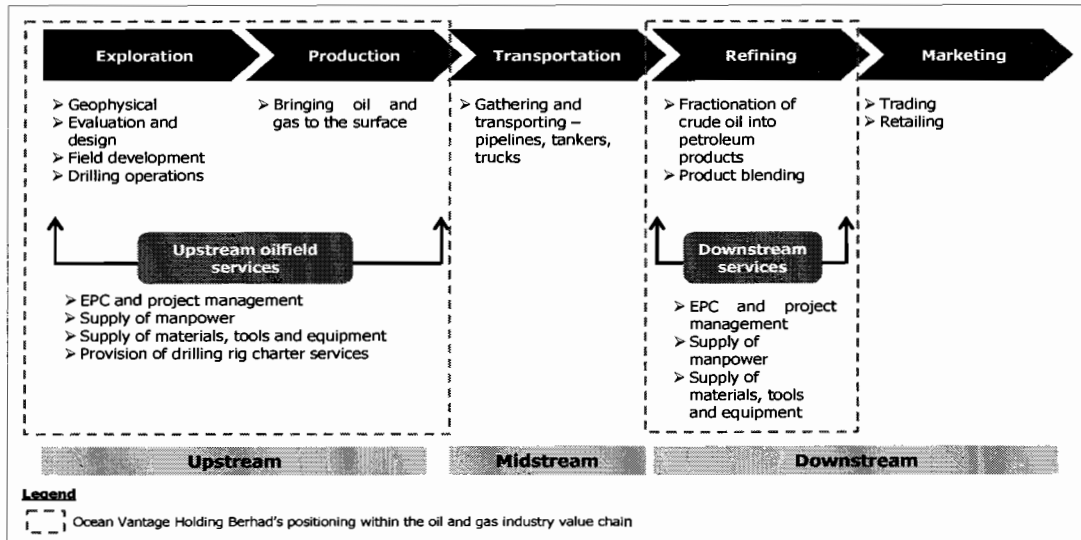 Exploration
Production
Transportation
Refining
Marketing
➢ Geophysical
➢ Evaluation and
design
➢ Field development
➢ Drilling operations
➢ Bringing oil and
gas to the surface
➢ Gathering and
transporting –
pipelines, tankers,
trucks
➢ Fractionation of
crude oil into
petroleum
products
➢ Product blending
➢ Trading
➢ Retailing
Upstream oilfield
services
➢ EPC and project management
➢ Supply of manpower
➢ Supply of materials, tools and equipment
➢ Provision of drilling rig charter services
Downstream
services
➢ EPC and project
management
➢ Supply of
manpower
➢ Supply of
materials, tools
and equipment
Upstream
Midstream
Downstream
Legend
Ocean Vantage Holding Berhad's positioning within the oil and gas industry value chain